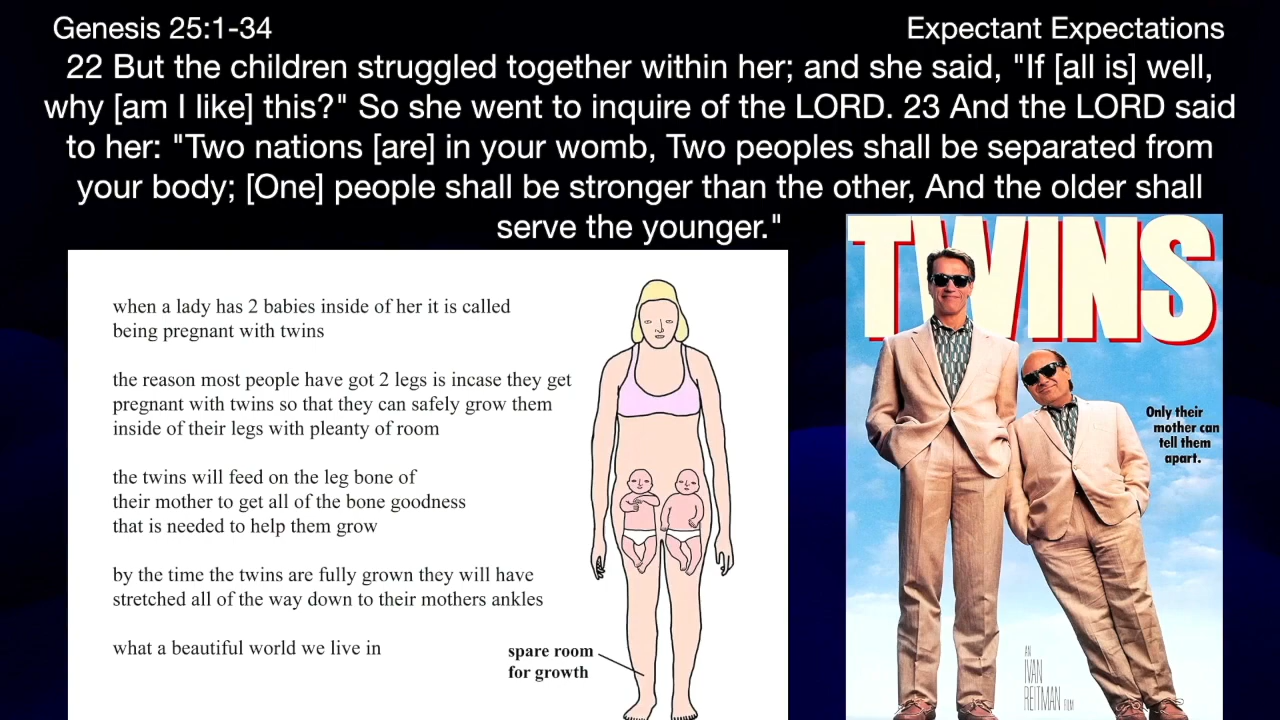 Genesis 25:1-34
Expectant Expectations
22 But the children struggled together within her; and she said, "If [all is] well,
why [am I like] this?" So she went to inquire of the LORD. 23 And the LORD said
to her: "Two nations [are] in your womb, Two peoples shall be separated from
your body; [One] people shall be stronger than the other, And the older shall
serve the younger."
when a lady has 2 babies inside of her it is called
being pregnant with twins
the reason most people have got 2 legs is incase they get
pregnant with twins so that they can safely grow them
inside of their legs with pleanty of room
the twins will feed on the leg bone of
their mother to get all of the bone goodness
that is needed to help them grow
by the time the twins are fully grown they will have
stretched all of the way down to their mothers ankles
what a beautiful world we live in
spare room
for growth
TWINS
Only their
mother can
tell them
apart.
AN
IVAN
REITMAN FILM